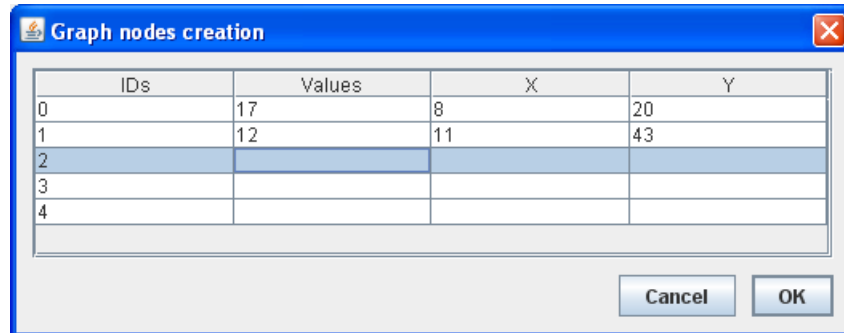 Graph nodes creation
IDs Values X Y
0 17 8 20
1 12 11 43
2
3
4
Cancel OK